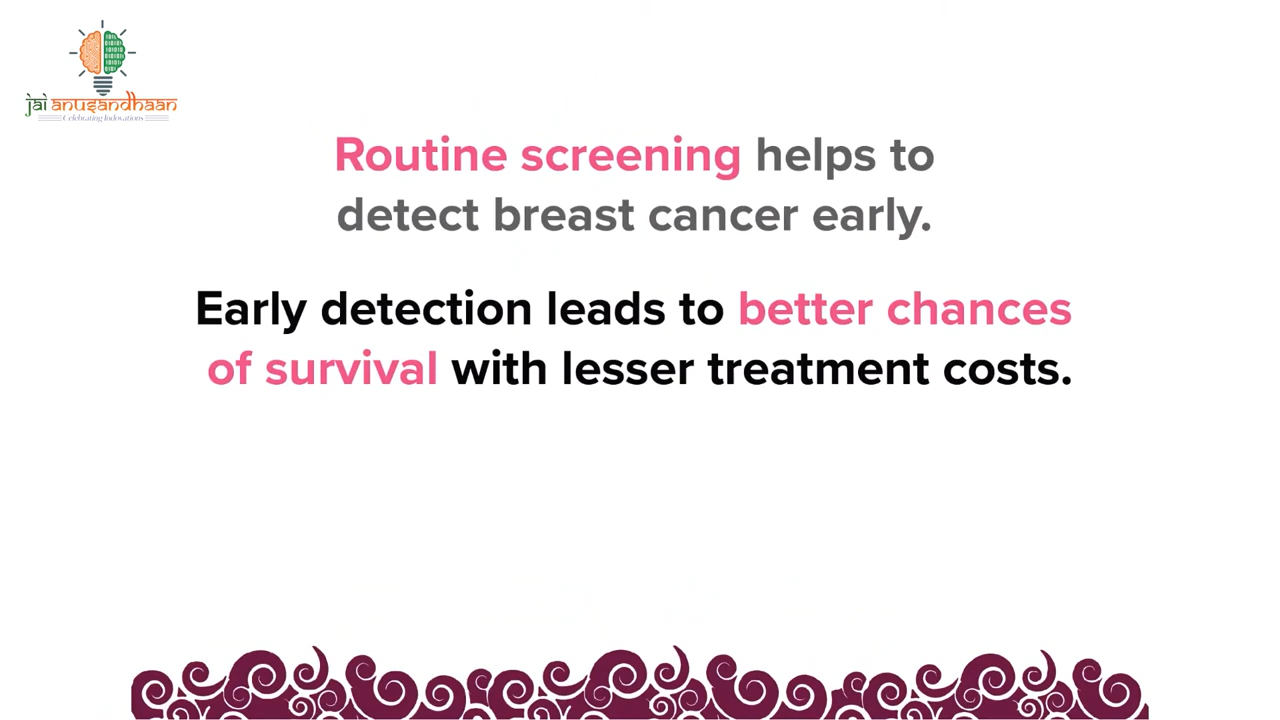 jai anusandhaan
Celebrating Indovations
Routine screening helps to
detect breast cancer early.
Early detection leads to better chances
of survival with lesser treatment costs.